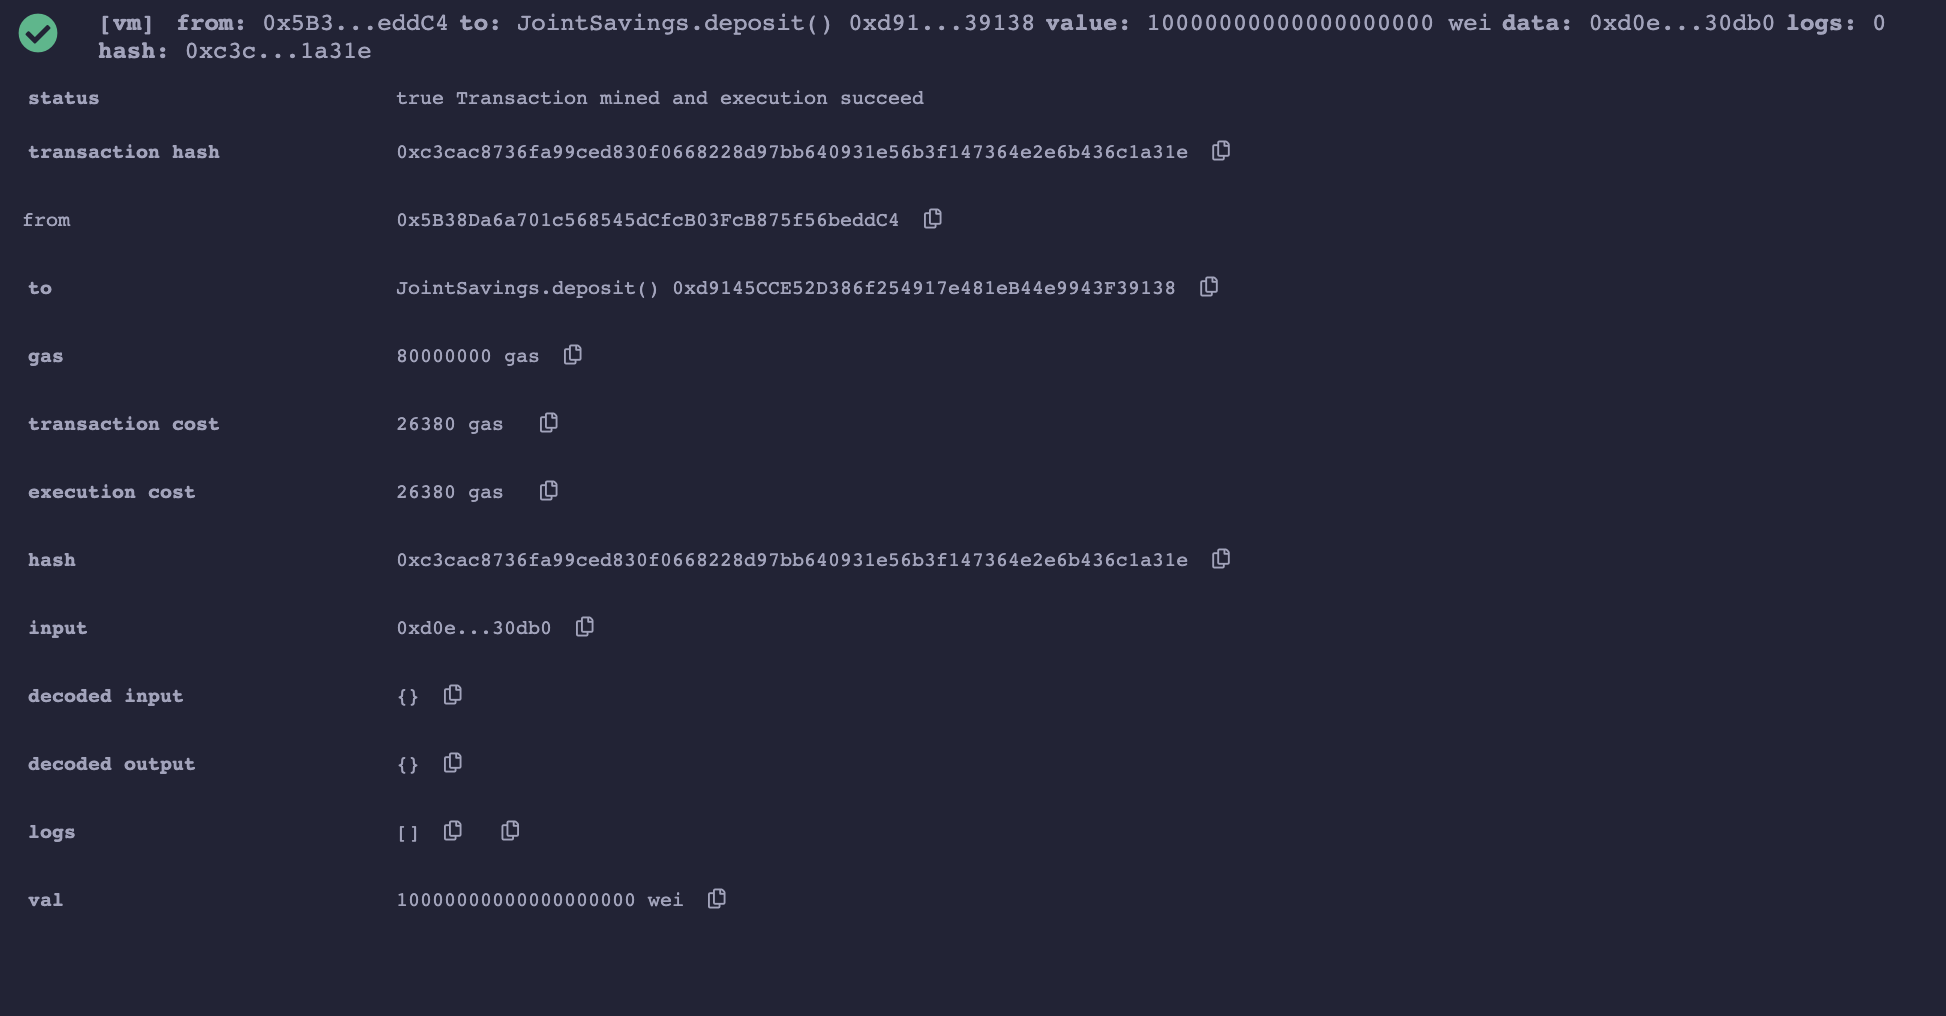 [vm] from: 0x5B3...eddC4 to: JointSavings.deposit() 0xd91...39138 value: 10000000000000000000 wei data: 0xd0e...30db0 logs: 0
hash: 0xc3c...1a31e
status true Transaction mined and execution succeed
transaction hash 0xc3cac8736fa99ced830f0668228d97bb640931e56b3f147364e2e6b436c1a31e
from 0x5B38Da6a701c568545dCfcB03FcB875f56beddC4
to JointSavings.deposit() 0xd9145CCE52D386f254917e481eB44e9943F39138
gas 80000000 gas
transaction cost 26380 gas
execution cost 26380 gas
hash 0xc3cac8736fa99ced830f0668228d97bb640931e56b3f147364e2e6b436c1a31e
input 0xd0e...30db0
decoded input {}
decoded output {}
logs []
val 10000000000000000000 wei